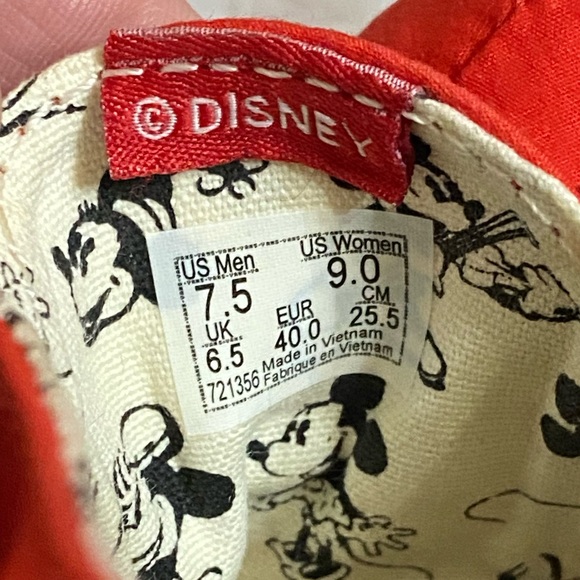 © DISNEY
US Men US Women
7.5 9.0
UK EUR CM
6.5 40.0 25.5
Made in Vietnam
721356 Fabrique en Vietnam